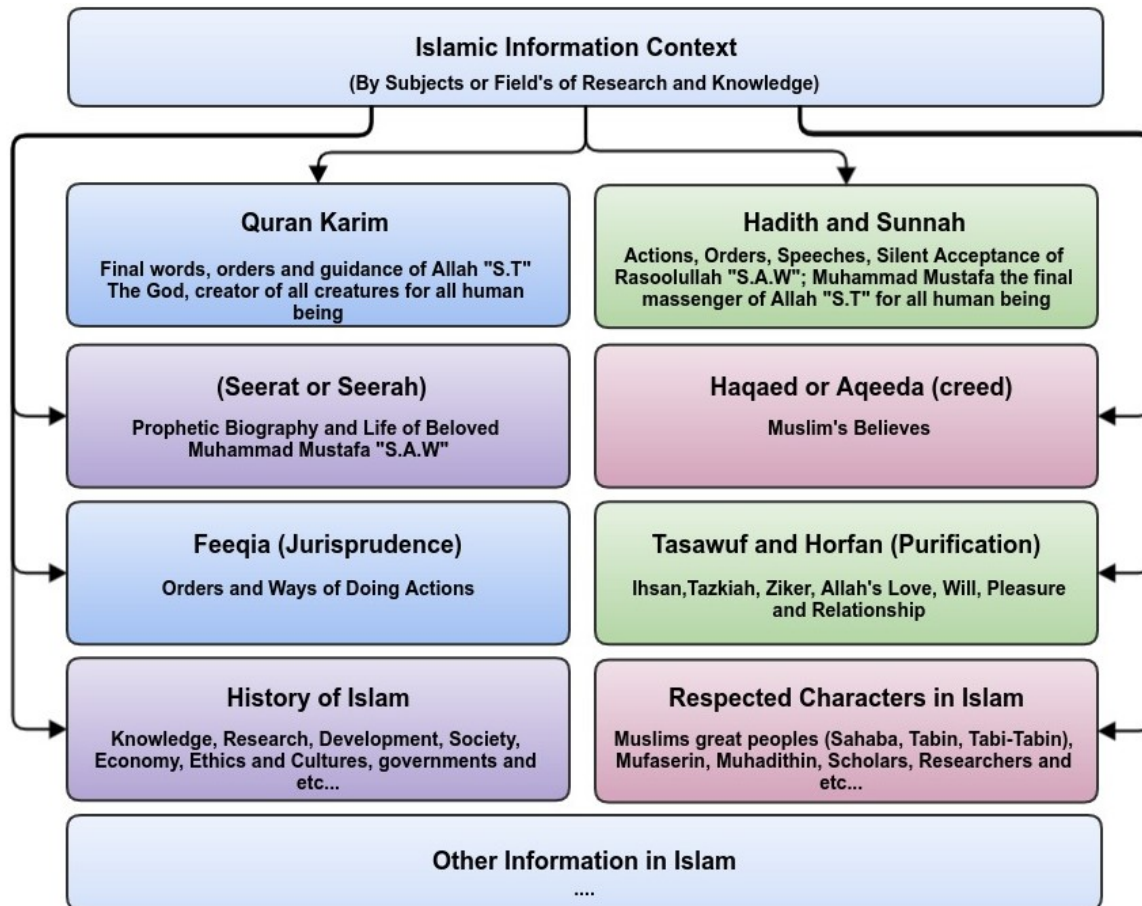 Islamic Information Context
(By Subjects or Field's of Research and Knowledge)
Quran Karim
Final words, orders and guidance of Allah "S.T"
The God, creator of all creatures for all human
being
Hadith and Sunnah
Actions, Orders, Speeches, Silent Acceptance of
Rasoolullah "S.A.W"; Muhammad Mustafa the final
massenger of Allah "S.T" for all human being
(Seerat or Seerah)
Prophetic Biography and Life of Beloved
Muhammad Mustafa "S.A.W"
Haqaed or Aqeeda (creed)
Muslim's Believes
Feeqia (Jurisprudence)
Orders and Ways of Doing Actions
Tasawuf and Horfan (Purification)
Ihsan,Tazkiah, Ziker, Allah's Love, Will, Pleasure
and Relationship
History of Islam
Knowledge, Research, Development, Society,
Economy, Ethics and Cultures, governments and
etc...
Respected Characters in Islam
Muslims great peoples (Sahaba, Tabin, Tabi-Tabin),
Mufaserin, Muhadithin, Scholars, Researchers and
etc...
Other Information in Islam
....